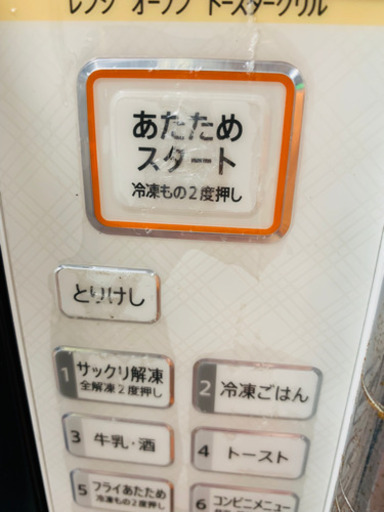 レンジ オーブン トースターグリル
あたため
スタート
冷凍もの2度押し
とりけし
1 サックリ解凍
全解凍2度押し
2 冷凍ごはん
3 牛乳・酒
4 トースト
5 フライあたため
冷凍もの2度押し
6 コンビニメニュー